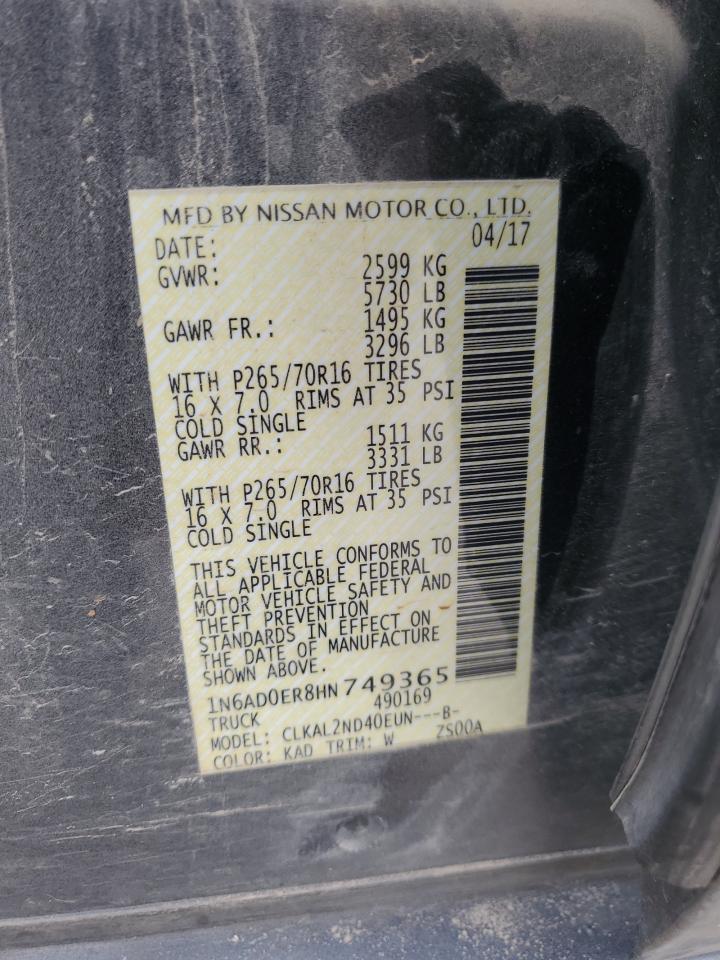 MFD BY NISSAN MOTOR CO., LTD.
DATE: 04/17
GVWR: 2599 KG
5730 LB
GAWR FR.: 1495 KG
3296 LB
WITH P265/70R16 TIRES
16 X 7.0 RIMS AT 35 PSI
COLD SINGLE
GAWR RR.: 1511 KG
3331 LB
WITH P265/70R16 TIRES
16 X 7.0 RIMS AT 35 PSI
COLD SINGLE
THIS VEHICLE CONFORMS TO
ALL APPLICABLE FEDERAL
MOTOR VEHICLE SAFETY AND
THEFT PREVENTION
STANDARDS IN EFFECT ON
THE DATE OF MANUFACTURE
SHOWN ABOVE.
1N6AD0ER8HN749365
TRUCK 490169
MODEL: CLKAL2ND40EUN---B-
COLOR: KAD TRIM: W ZS00A